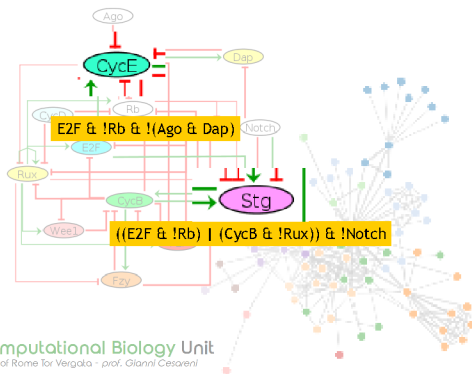 Ago
CycE
Dap
Rb
CycD
E2F & !Rb & !(Ago & Dap)
Notch
E2F
Rux
Stg
CycB
Wee1
((E2F & !Rb) | (CycB & !Rux)) & !Notch
Fzy
mputational Biology Unit
of Rome Tor Vergata - prof. Gianni Cesareni